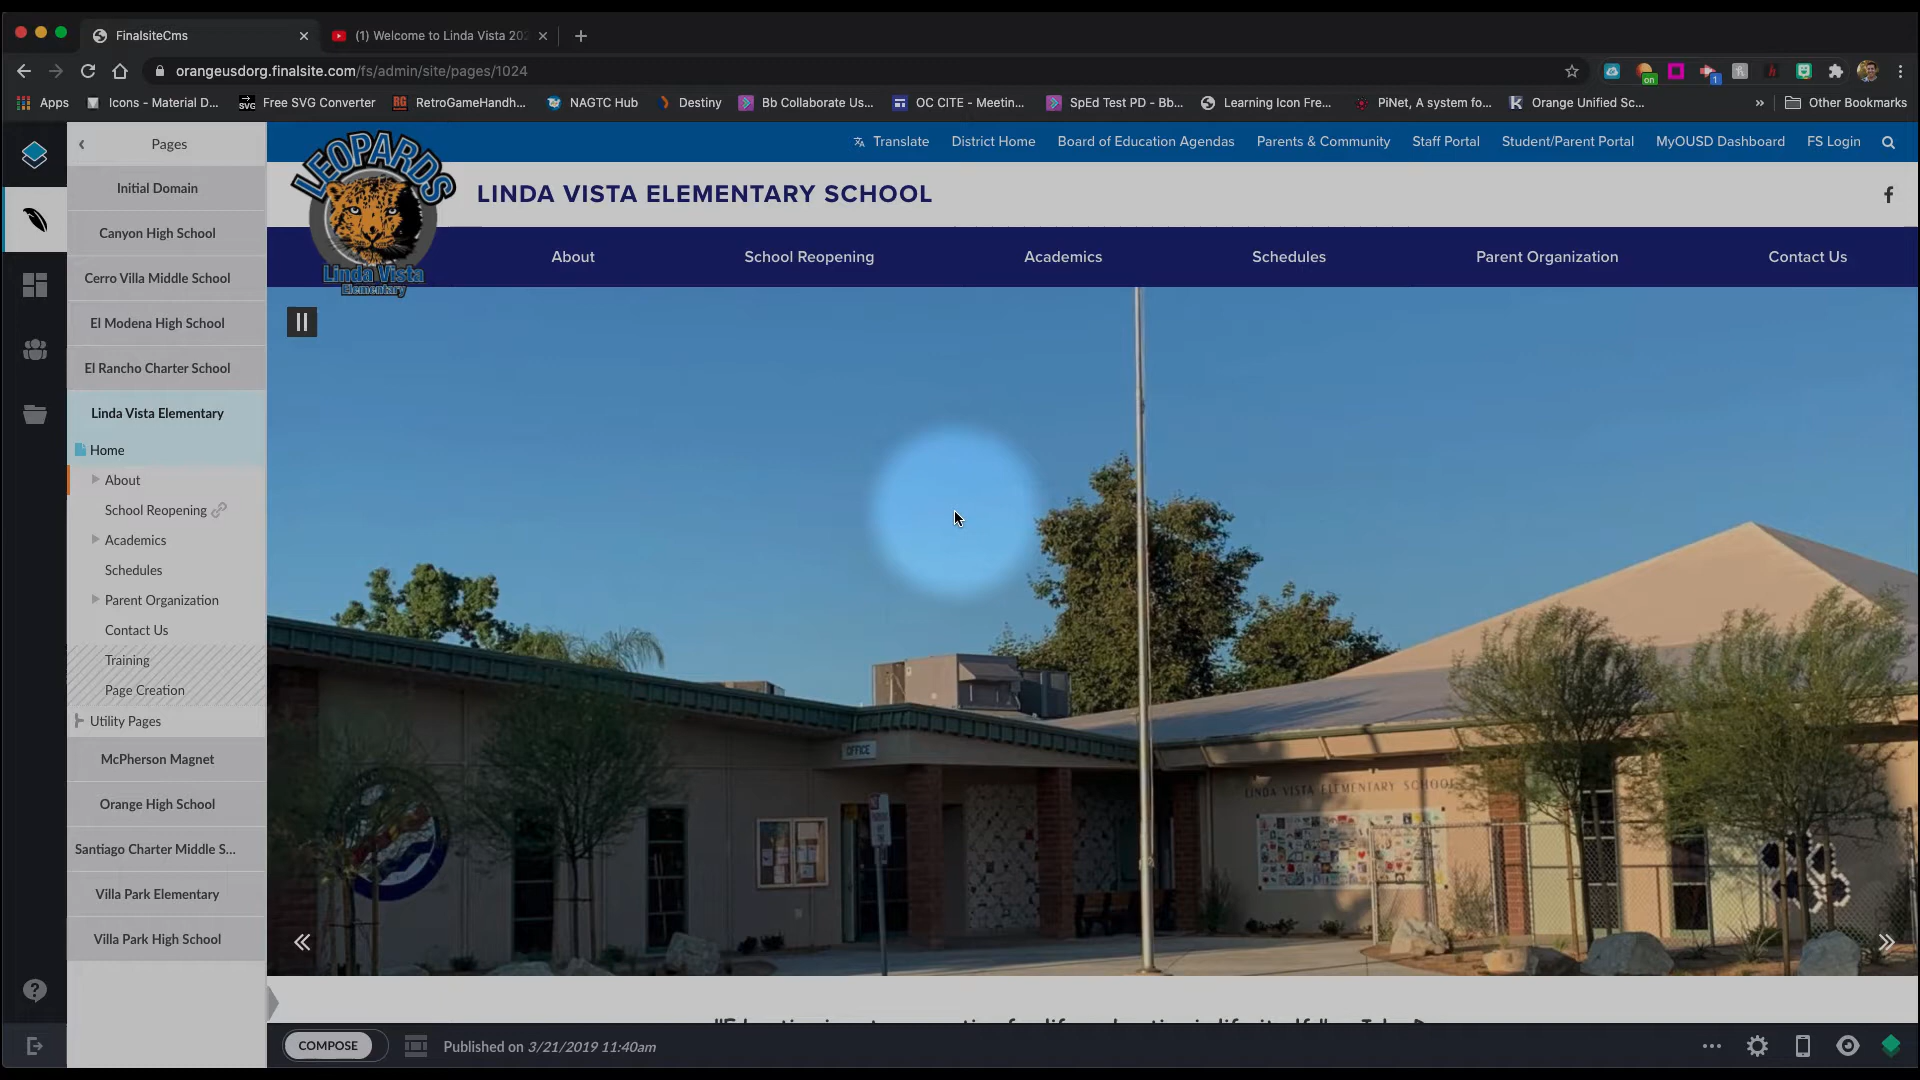 FinalsiteCms
(1) Welcome to Linda Vista 202
orangeusdorg.finalsite.com/fs/admin/site/pages/1024
on
1
Apps
Icons - Material D...
SVG
Free SVG Converter
RG
RetroGameHandh...
NAGTC Hub
Destiny
Bb Collaborate Us...
OC CITE - Meetin...
SpEd Test PD - Bb...
Learning Icon Fre...
PiNet, A system fo...
Orange Unified Sc...
»
Other Bookmarks
Pages
Initial Domain
Canyon High School
Cerro Villa Middle School
El Modena High School
El Rancho Charter School
Linda Vista Elementary
Home
About
School Reopening
Academics
Schedules
Parent Organization
Contact Us
Training
Page Creation
Utility Pages
McPherson Magnet
Orange High School
Santiago Charter Middle S...
Villa Park Elementary
Villa Park High School
Translate
District Home
Board of Education Agendas
Parents & Community
Staff Portal
Student/Parent Portal
MyOUSD Dashboard
FS Login
LEOPARDS
Linda Vista
Elementary
LINDA VISTA ELEMENTARY SCHOOL
About
School Reopening
Academics
Schedules
Parent Organization
Contact Us
OFFICE
LINDA VISTA ELEMENTARY SCHOOL
COMPOSE
Published on 3/21/2019 11:40am